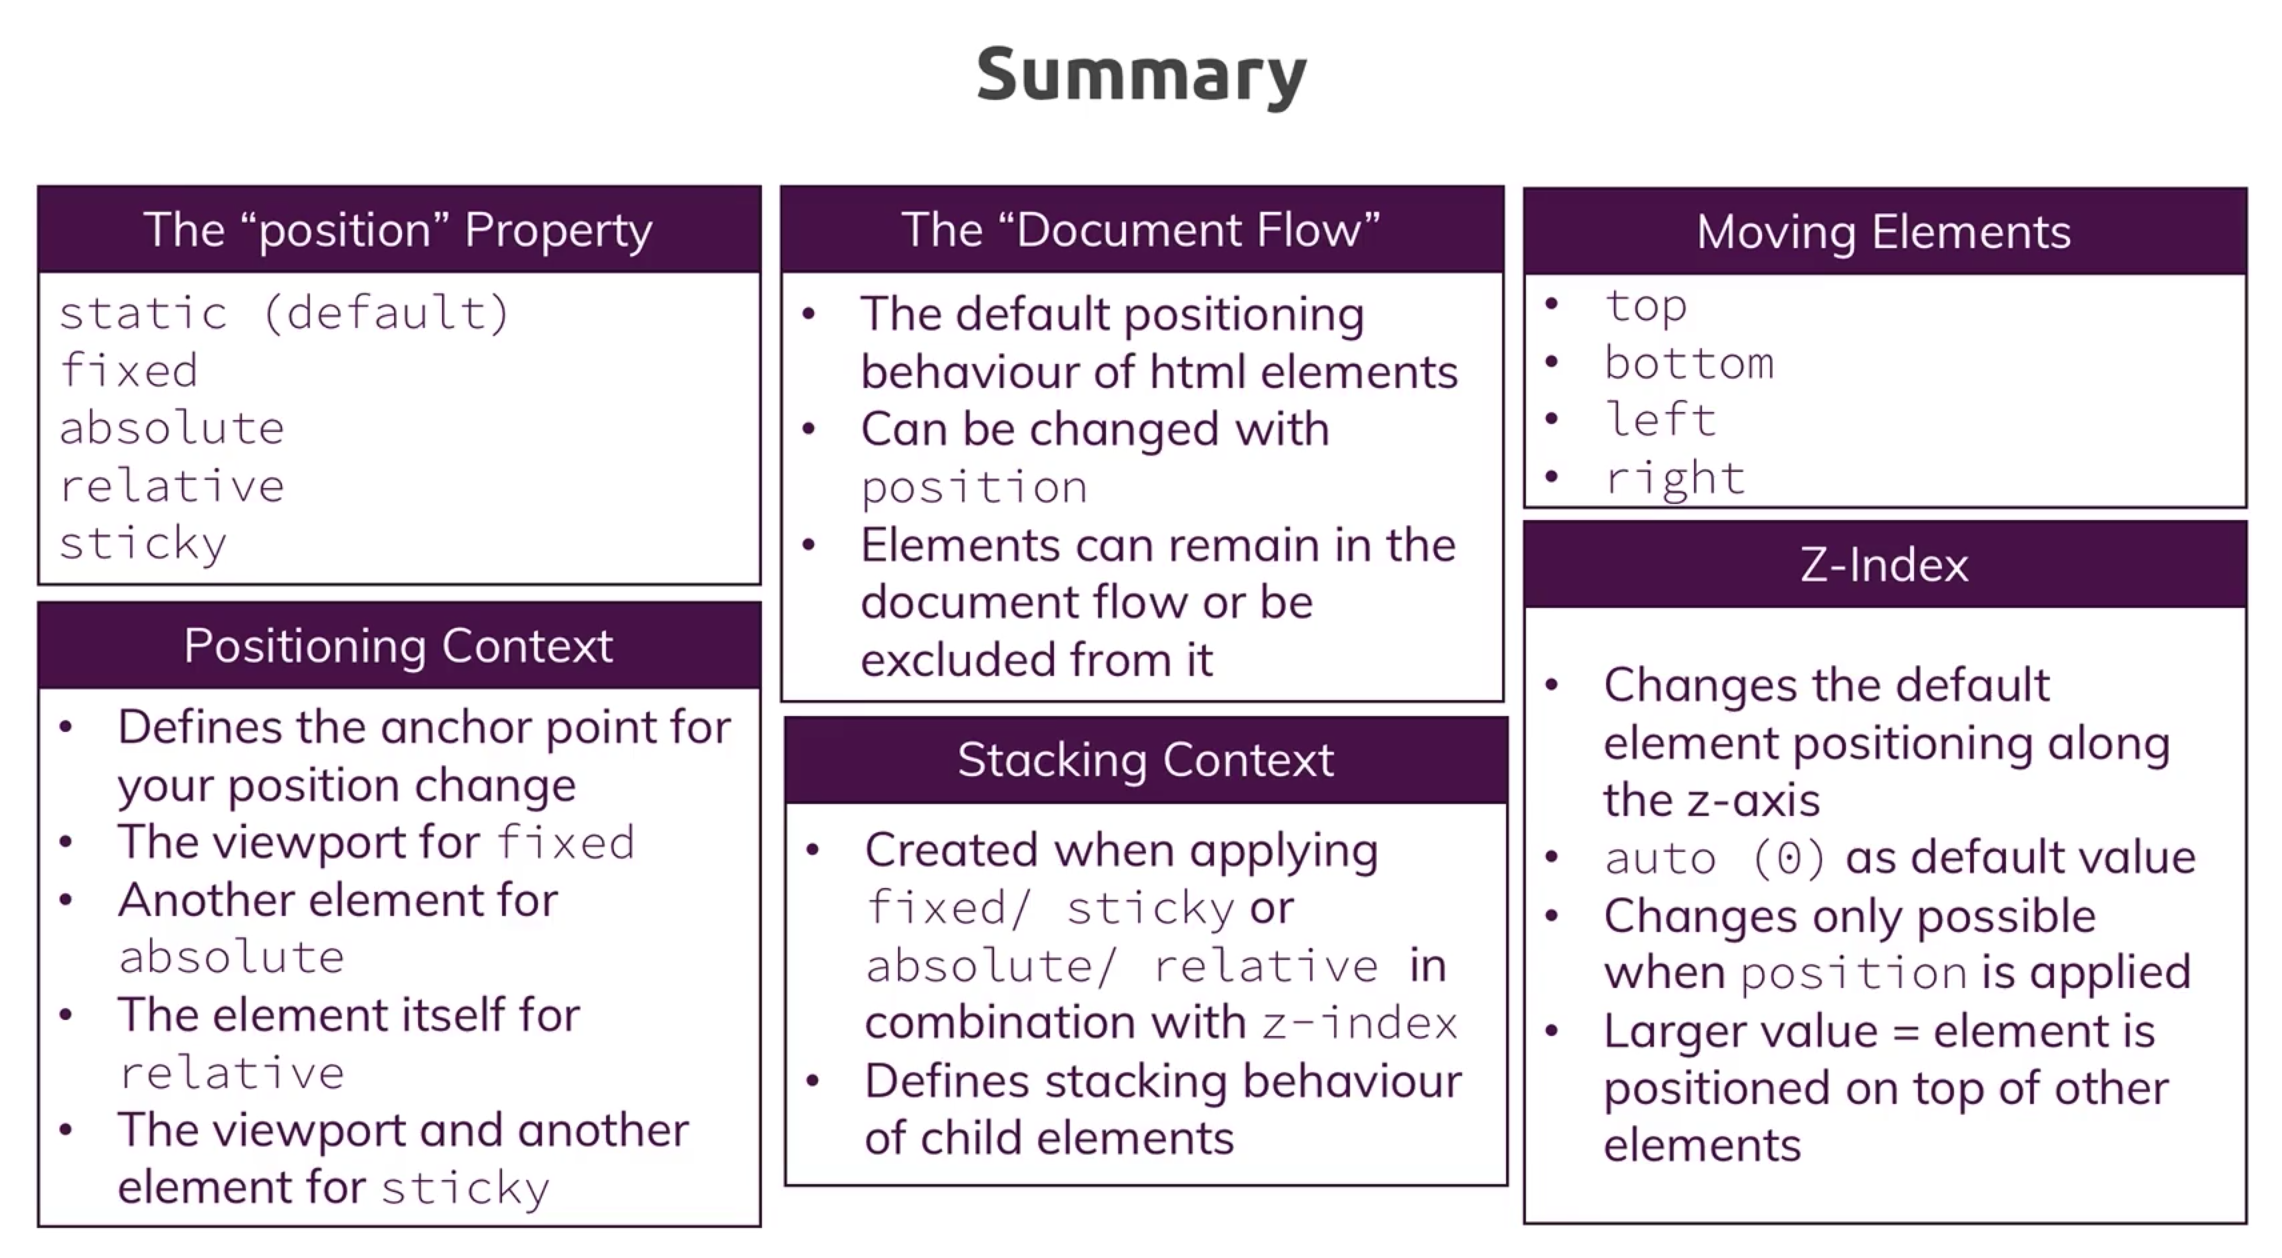 Summary
The “position” Property
static (default)
fixed
absolute
relative
sticky
Positioning Context
• Defines the anchor point for
your position change
• The viewport for fixed
• Another element for
absolute
• The element itself for
relative
• The viewport and another
element for sticky
The “Document Flow”
• The default positioning
behaviour of html elements
• Can be changed with
position
• Elements can remain in the
document flow or be
excluded from it
Stacking Context
• Created when applying
fixed/ sticky or
absolute/ relative in
combination with z-index
• Defines stacking behaviour
of child elements
Moving Elements
• top
• bottom
• left
• right
Z-Index
• Changes the default
element positioning along
the z-axis
• auto (0) as default value
• Changes only possible
when position is applied
• Larger value = element is
positioned on top of other
elements